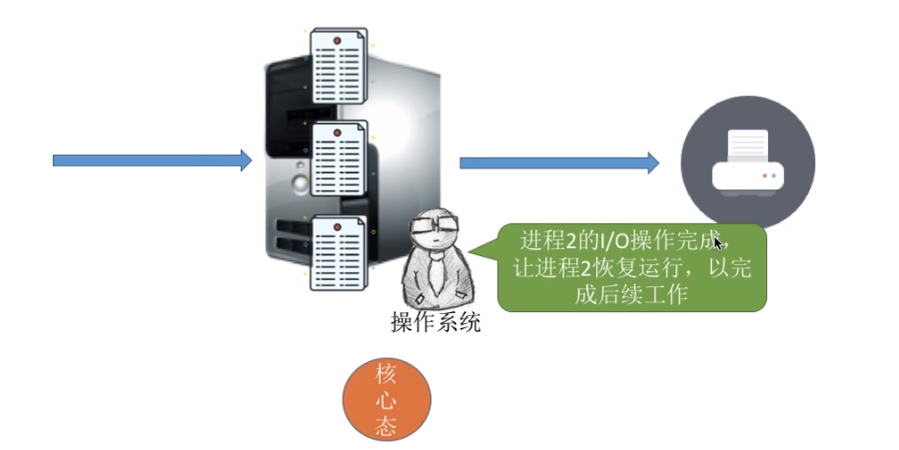 进程2的I/O操作完成，
让进程2恢复运行，以完
成后续工作
操作系统
核
心
态